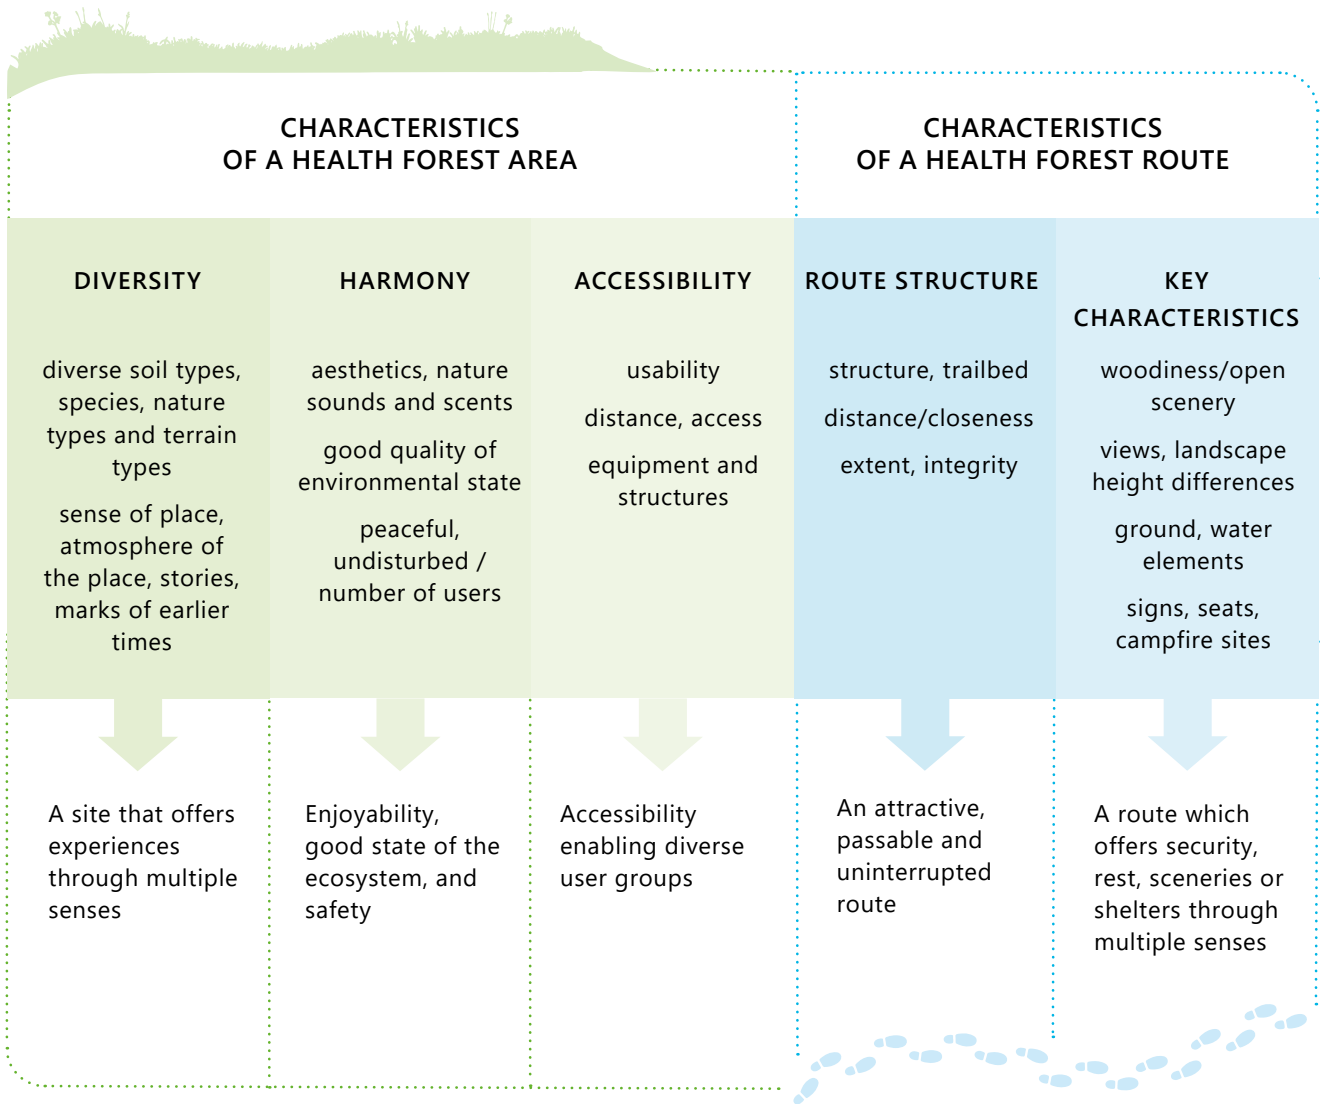 CHARACTERISTICS
OF A HEALTH FOREST AREA
CHARACTERISTICS
OF A HEALTH FOREST ROUTE
DIVERSITY
diverse soil types,
species, nature
types and terrain
types
sense of place,
atmosphere of
the place, stories,
marks of earlier
times
A site that offers
experiences
through multiple
senses
HARMONY
aesthetics, nature
sounds and scents
good quality of
environmental state
peaceful,
undisturbed /
number of users
Enjoyability,
good state of the
ecosystem, and
safety
ACCESSIBILITY
usability
distance, access
equipment and
structures
Accessibility
enabling diverse
user groups
ROUTE STRUCTURE
structure, trailbed
distance/closeness
extent, integrity
An attractive,
passable and
uninterrupted
route
KEY
CHARACTERISTICS
woodiness/open
scenery
views, landscape
height differences
ground, water
elements
signs, seats,
campfire sites
A route which
offers security,
rest, sceneries or
shelters through
multiple senses